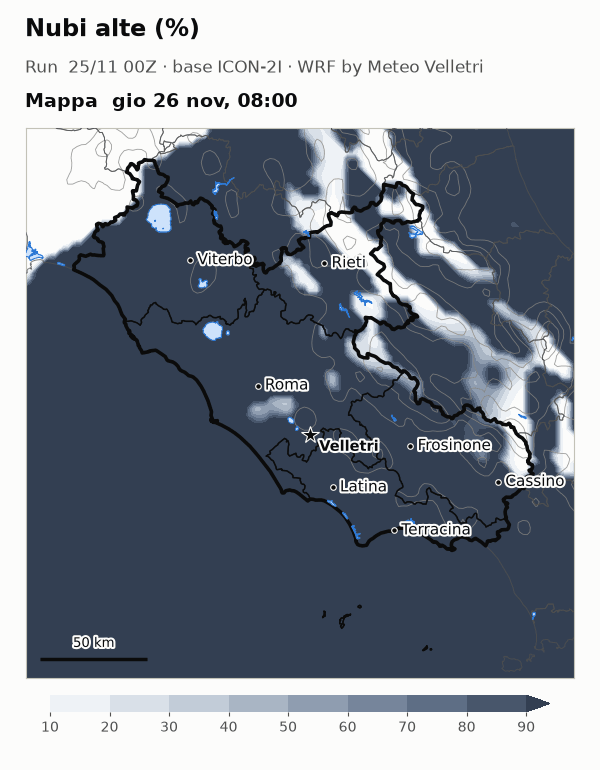 Nubi alte (%)
Run 25/11 00Z · base ICON-2I · WRF by Meteo Velletri
Mappa gio 26 nov, 08:00
Viterbo
Rieti
Roma
Velletri
Frosinone
Cassino
Latina
Terracina
50 km
10 20 30 40 50 60 70 80 90